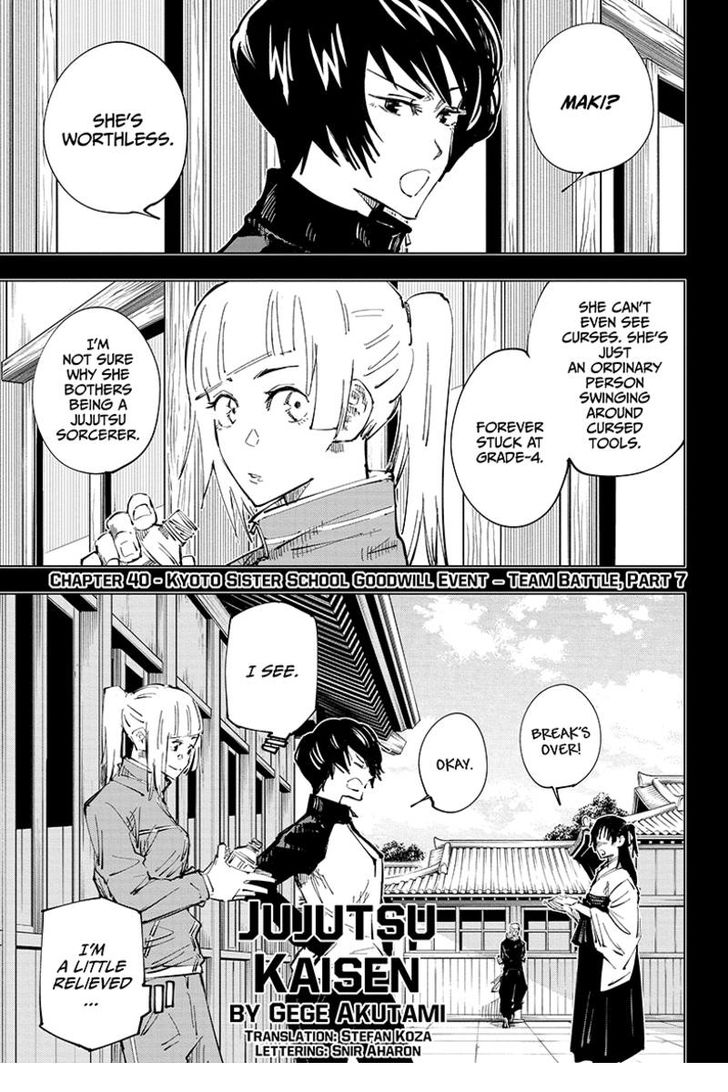 MAKI?
SHE'S
WORTHLESS.
SHE CAN'T
EVEN SEE
CURSES. SHE'S
JUST
AN ORDINARY
PERSON
SWINGING
AROUND
CURSED
TOOLS.
FOREVER
STUCK AT
GRADE-4.
I'M
NOT SURE
WHY SHE
BOTHERS
BEING A
JUJUTSU
SORCERER.
CHAPTER 40 - KYOTO SISTER SCHOOL GOODWILL EVENT – TEAM BATTLE, PART 7
BREAK'S
OVER!
OKAY.
I SEE.
I'M
A LITTLE
RELIEVED
...
JUJUTSU
KAISEN
BY GEGE AKUTAMI
TRANSLATION: STEFAN KOZA
LETTERING: SNIR AHARON